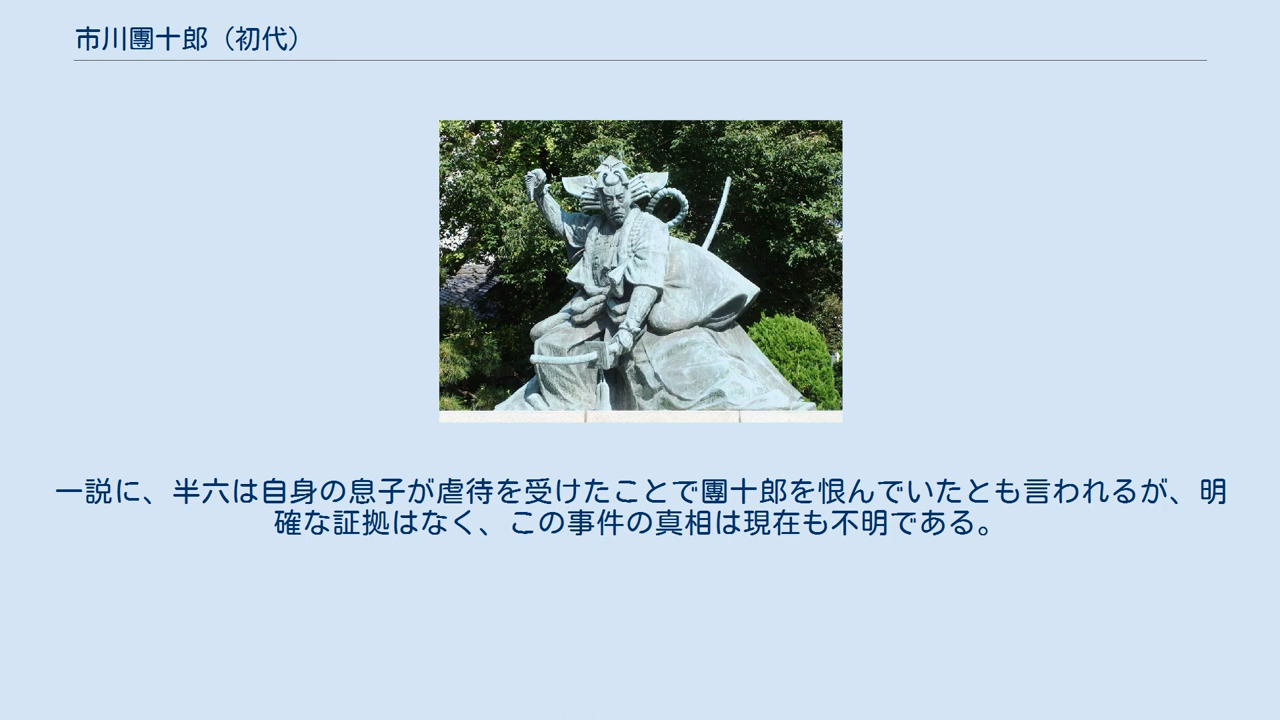 市川團十郎（初代）
一説に、半六は自身の息子が虐待を受けたことで團十郎を恨んでいたとも言われるが、明
確な証拠はなく、この事件の真相は現在も不明である。